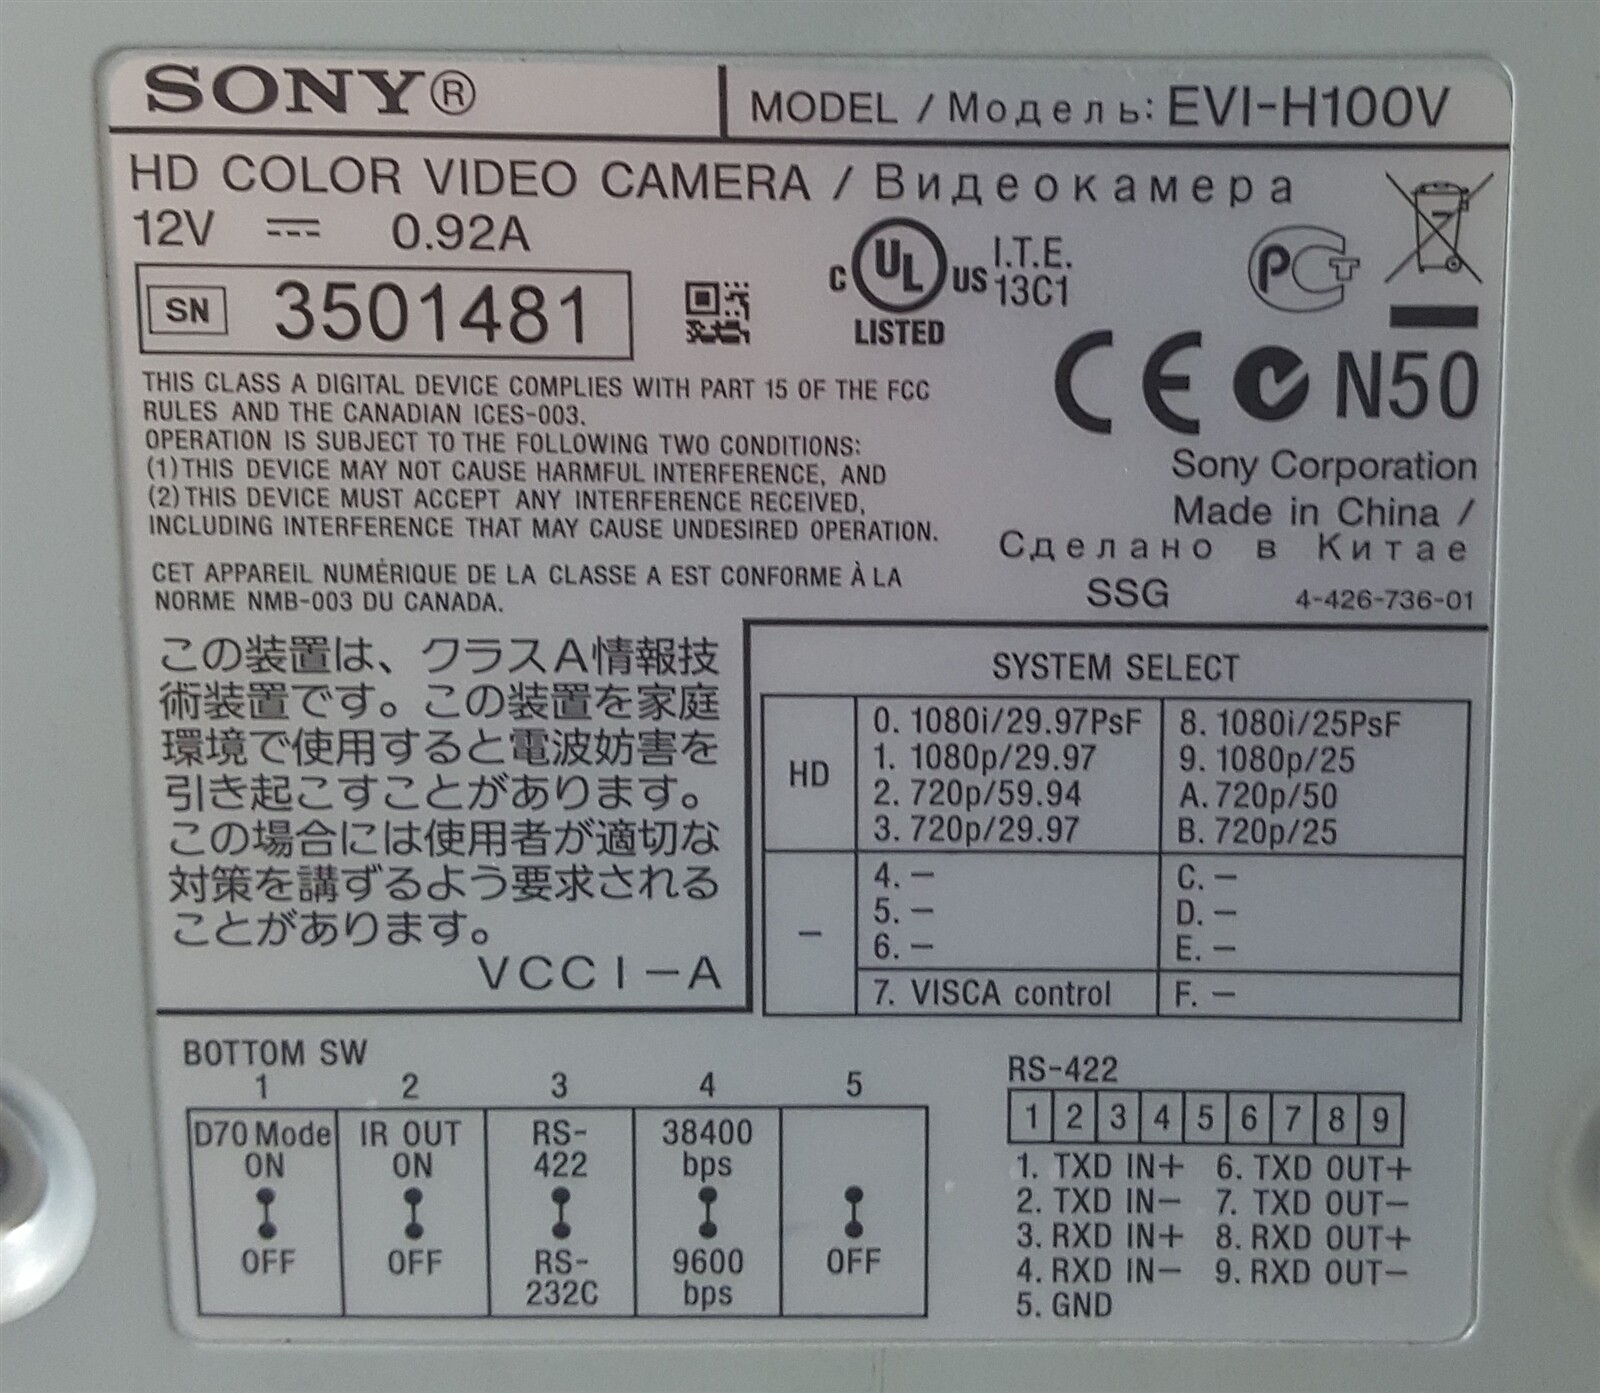 SONY®
MODEL / Модель: EVI-H100V
HD COLOR VIDEO CAMERA / Видеокамера
12V ⎓ 0.92A
SN 3501481
C UL US LISTED
I.T.E.
13C1
РСТ
CE N50
THIS CLASS A DIGITAL DEVICE COMPLIES WITH PART 15 OF THE FCC
RULES AND THE CANADIAN ICES-003.
OPERATION IS SUBJECT TO THE FOLLOWING TWO CONDITIONS:
(1)THIS DEVICE MAY NOT CAUSE HARMFUL INTERFERENCE, AND
(2)THIS DEVICE MUST ACCEPT ANY INTERFERENCE RECEIVED,
INCLUDING INTERFERENCE THAT MAY CAUSE UNDESIRED OPERATION.
CET APPAREIL NUMÉRIQUE DE LA CLASSE A EST CONFORME À LA
NORME NMB-003 DU CANADA.
Sony Corporation
Made in China /
Сделано в Китае
SSG 4-426-736-01
この装置は、クラスA情報技
術装置です。この装置を家庭
環境で使用すると電波妨害を
引き起こすことがあります。
この場合には使用者が適切な
対策を講ずるよう要求される
ことがあります。
VCCI-A
SYSTEM SELECT
HD
0. 1080i/29.97PsF 8. 1080i/25PsF
1. 1080p/29.97 9. 1080p/25
2. 720p/59.94 A. 720p/50
3. 720p/29.97 B. 720p/25
–
4. – C. –
5. – D. –
6. – E. –
7. VISCA control F. –
BOTTOM SW
1 2 3 4 5
D70 Mode IR OUT RS- 38400
ON ON 422 bps
OFF OFF RS- 9600 OFF
232C bps
RS-422
1 2 3 4 5 6 7 8 9
1. TXD IN+ 6. TXD OUT+
2. TXD IN– 7. TXD OUT–
3. RXD IN+ 8. RXD OUT+
4. RXD IN– 9. RXD OUT–
5. GND